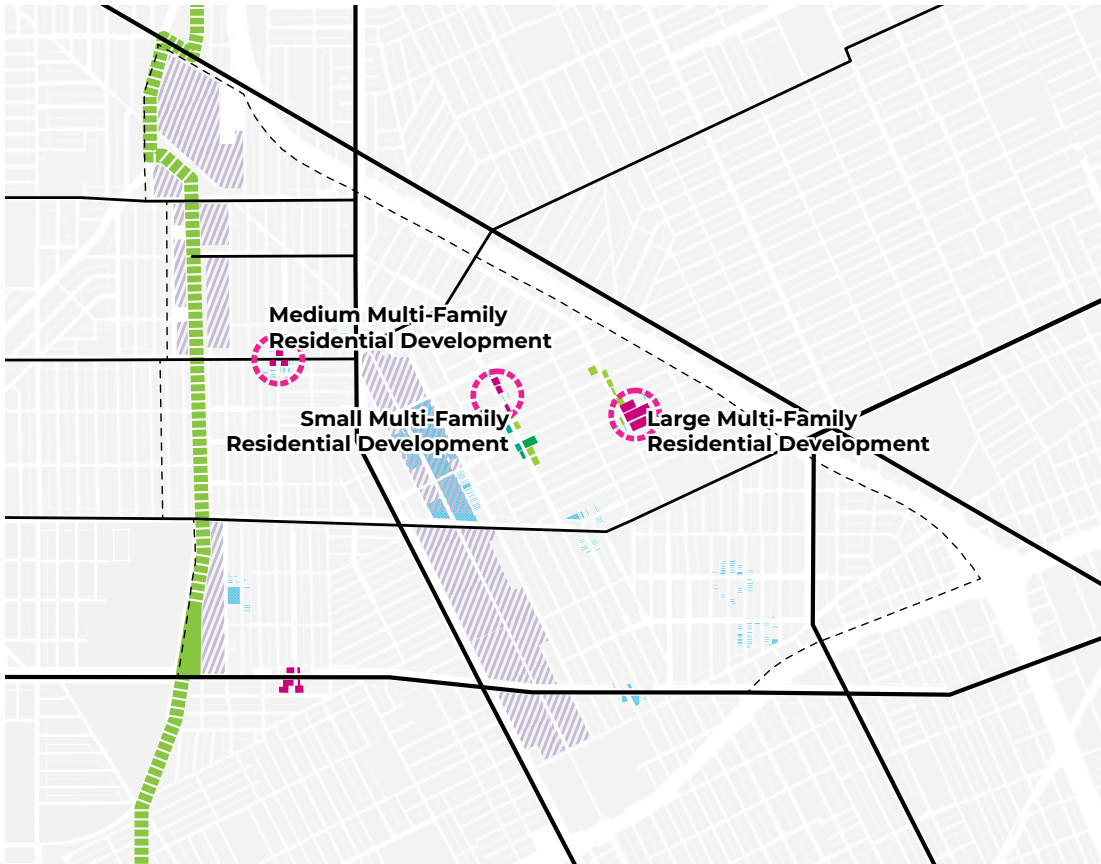 Medium Multi-Family
Residential Development
Small Multi-Family
Residential Development
Large Multi-Family
Residential Development